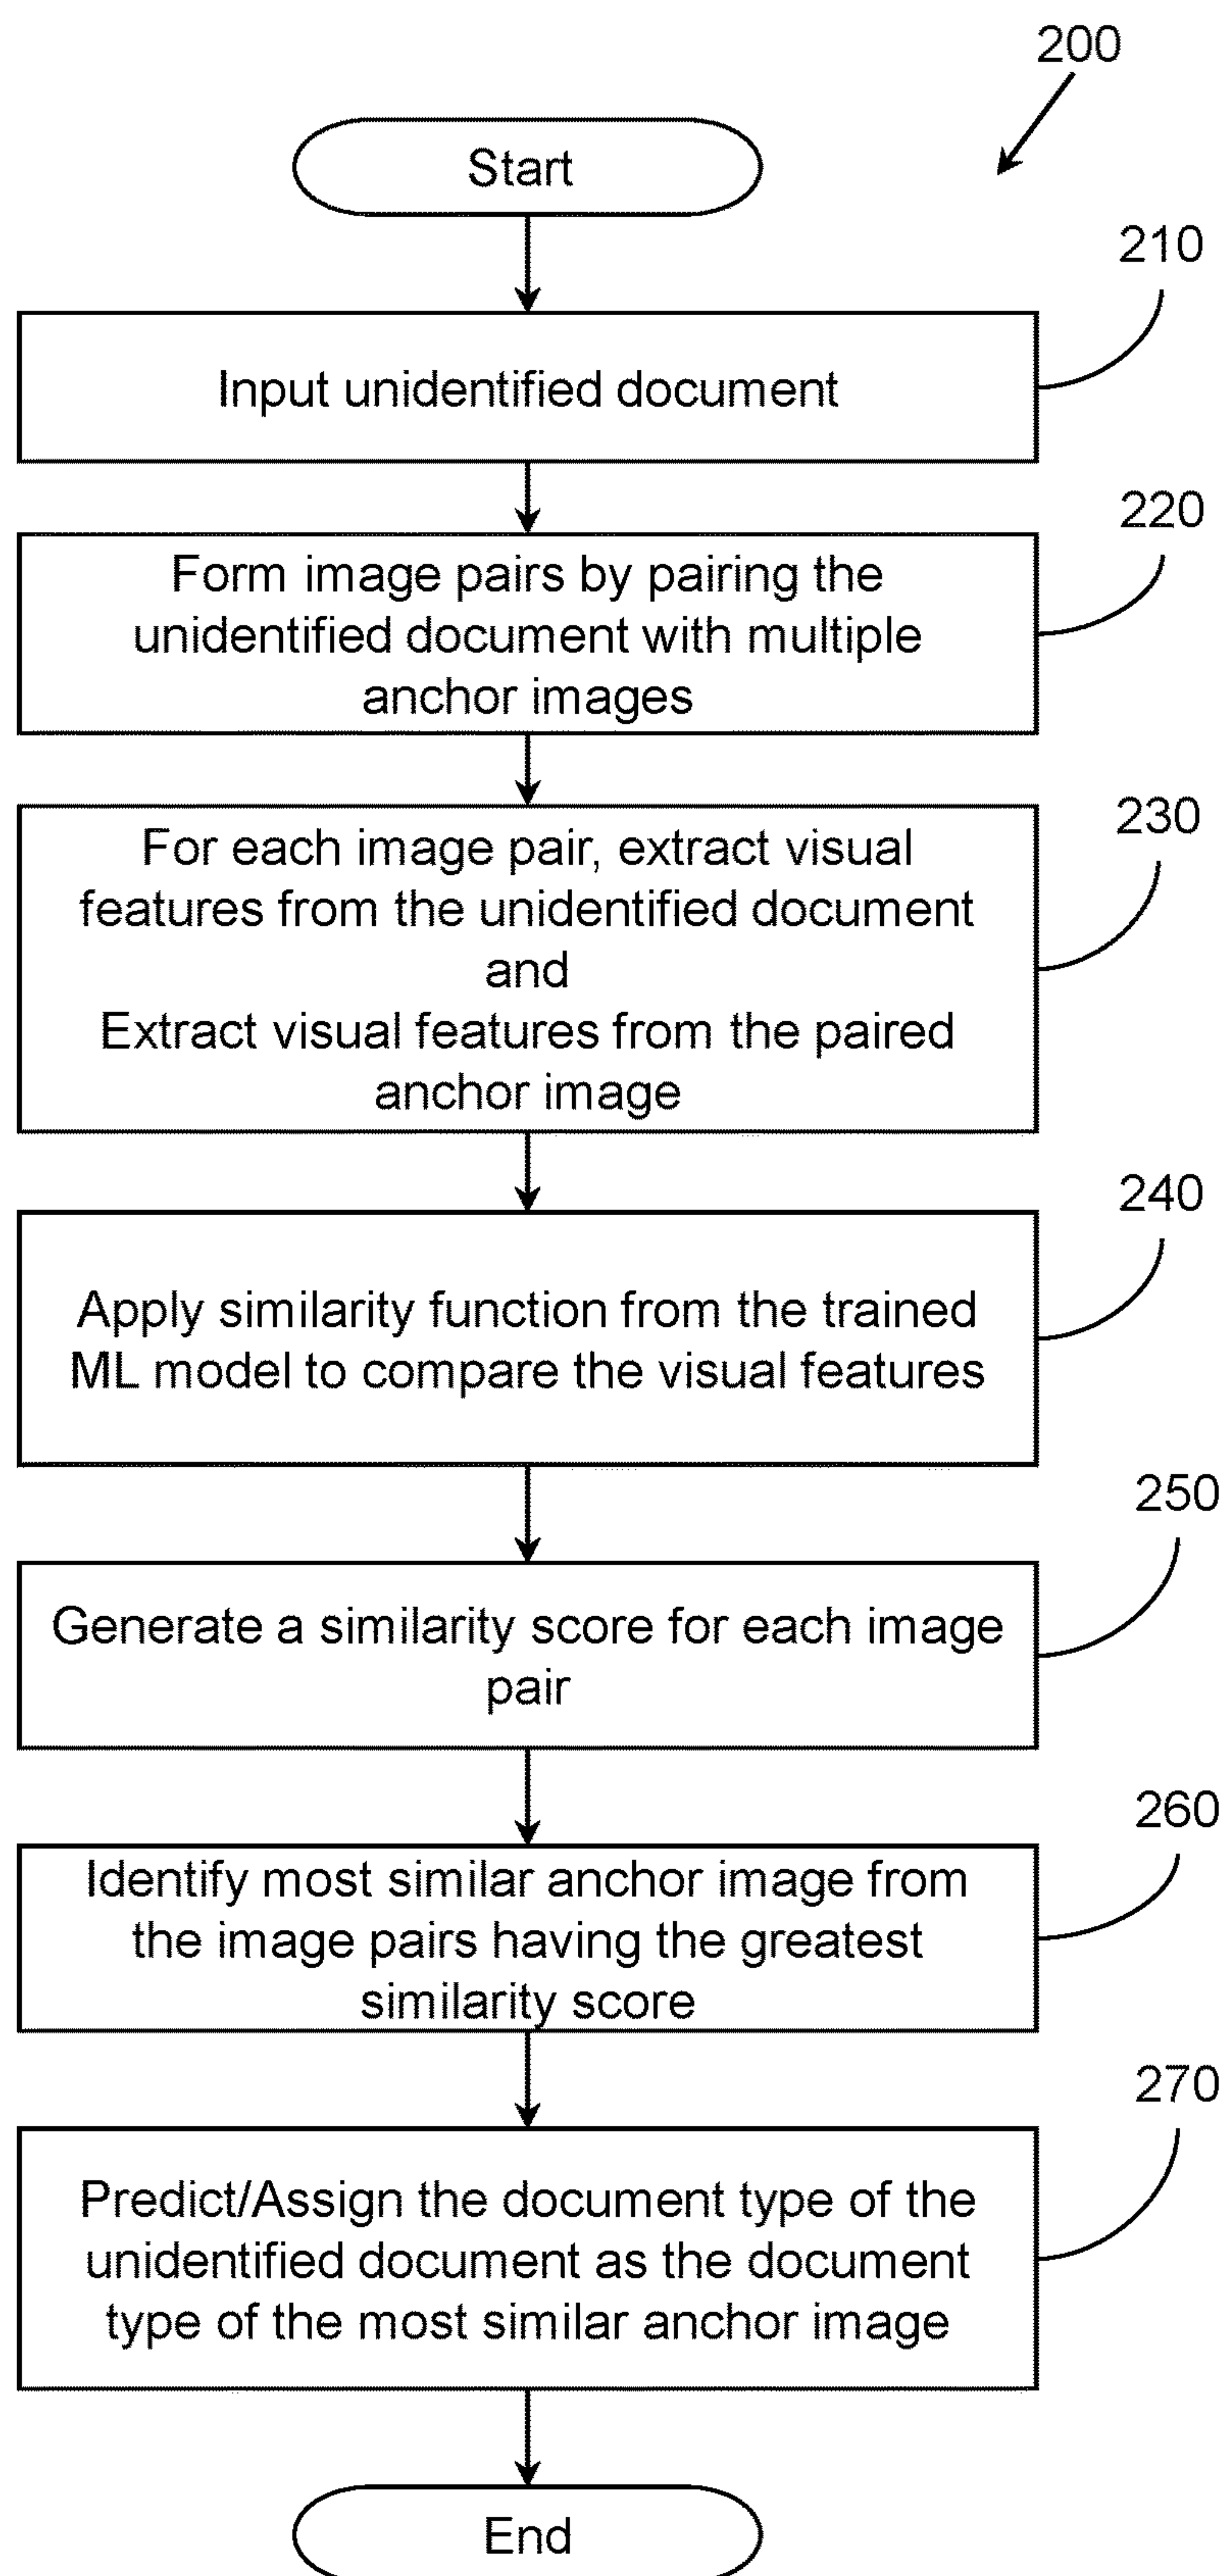 200
Start
210
Input unidentified document
220
Form image pairs by pairing the
unidentified document with multiple
anchor images
230
For each image pair, extract visual
features from the unidentified document
and
Extract visual features from the paired
anchor image
240
Apply similarity function from the trained
ML model to compare the visual features
250
Generate a similarity score for each image
pair
260
Identify most similar anchor image from
the image pairs having the greatest
similarity score
270
Predict/Assign the document type of the
unidentified document as the document
type of the most similar anchor image
End